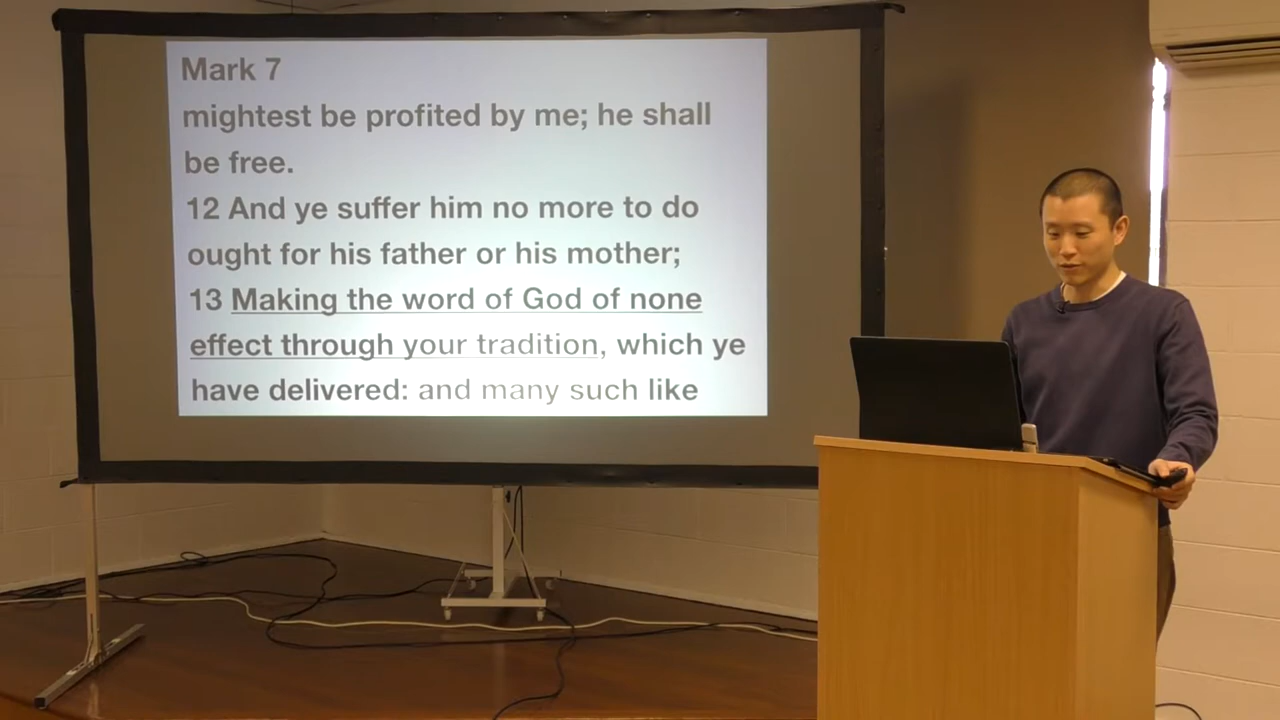 Mark 7
mightest be profited by me; he shall
be free.
12 And ye suffer him no more to do
ought for his father or his mother;
13 Making the word of God of none
effect through your tradition, which ye
have delivered: and many such like